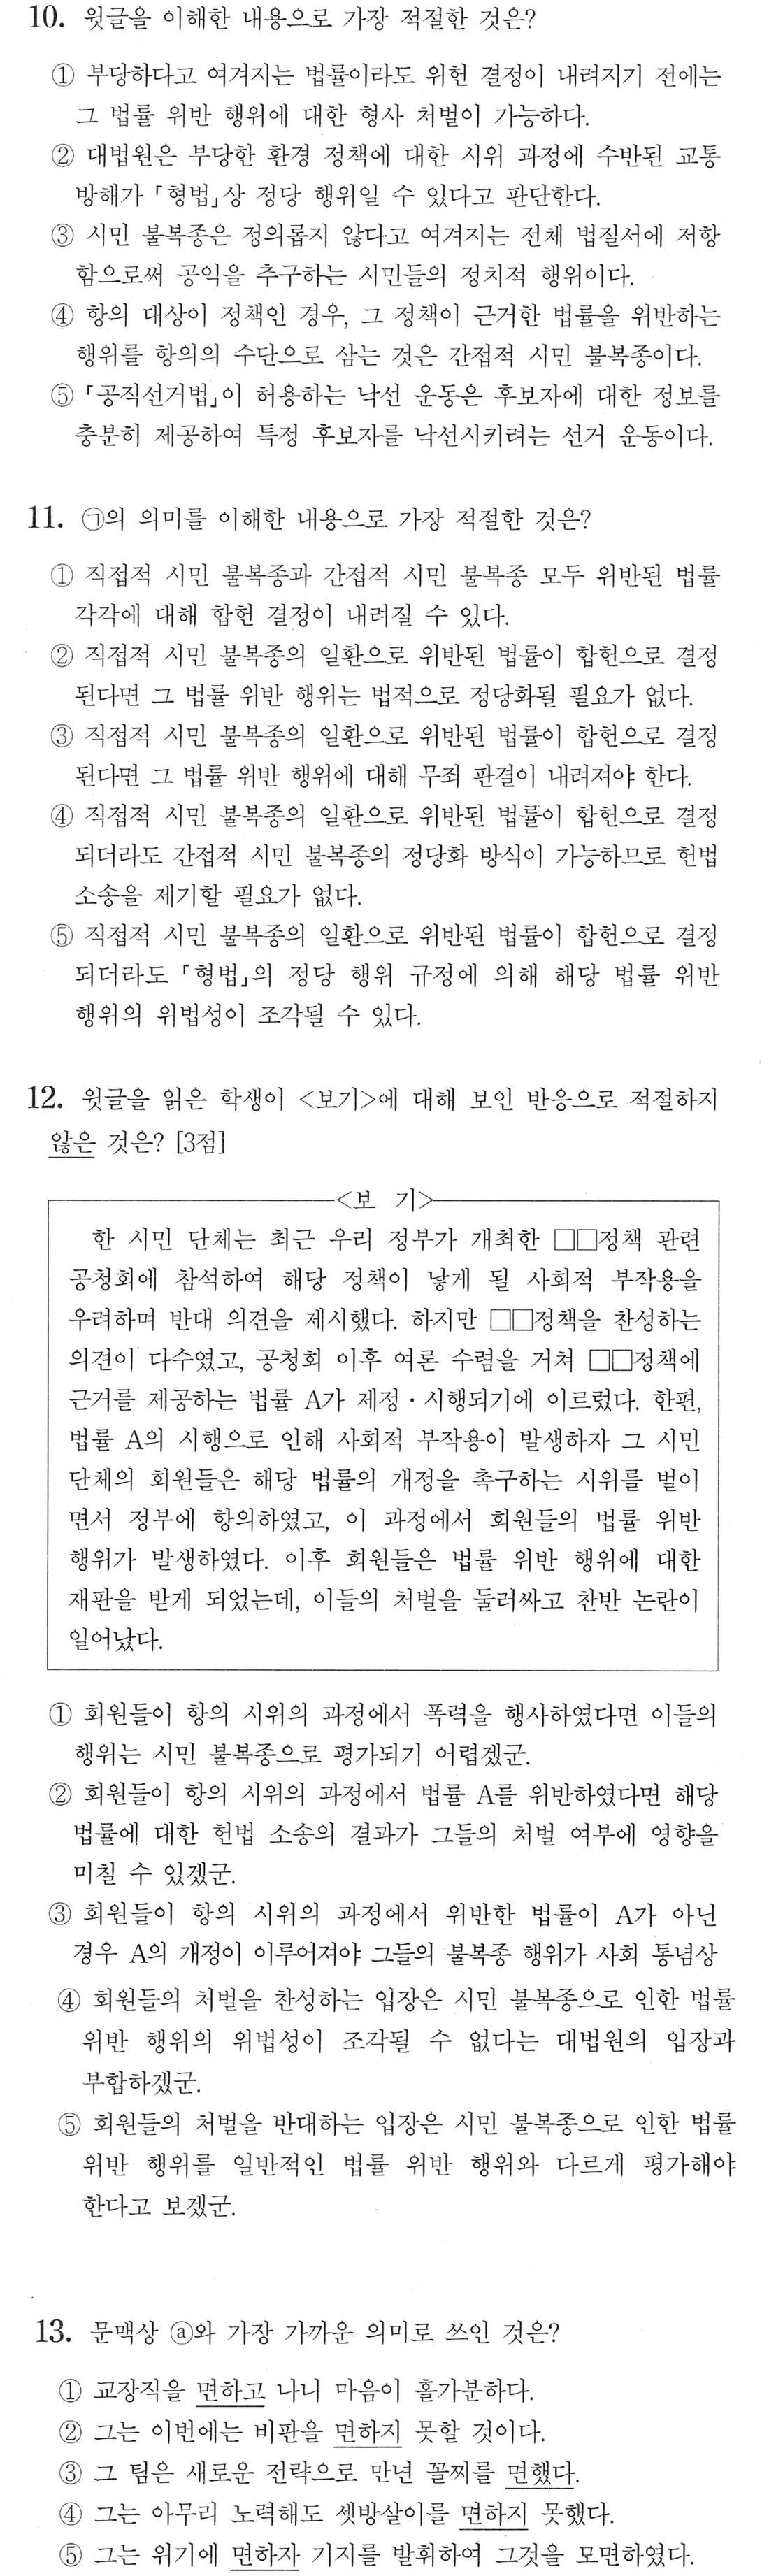 10. 윗글을 이해한 내용으로 가장 적절한 것은?
① 부당하다고 여겨지는 법률이라도 위헌 결정이 내려지기 전에는
그 법률 위반 행위에 대한 형사 처벌이 가능하다.
② 대법원은 부당한 환경 정책에 대한 시위 과정에 수반된 교통
방해가 「형법」상 정당 행위일 수 있다고 판단한다.
③ 시민 불복종은 정의롭지 않다고 여겨지는 전체 법질서에 저항
함으로써 공익을 추구하는 시민들의 정치적 행위이다.
④ 항의 대상이 정책인 경우, 그 정책이 근거한 법률을 위반하는
행위를 항의의 수단으로 삼는 것은 간접적 시민 불복종이다.
⑤ 「공직선거법」이 허용하는 낙선 운동은 후보자에 대한 정보를
충분히 제공하여 특정 후보자를 낙선시키려는 선거 운동이다.
11. ㉠의 의미를 이해한 내용으로 가장 적절한 것은?
① 직접적 시민 불복종과 간접적 시민 불복종 모두 위반된 법률
각각에 대해 합헌 결정이 내려질 수 있다.
② 직접적 시민 불복종의 일환으로 위반된 법률이 합헌으로 결정
된다면 그 법률 위반 행위는 법적으로 정당화될 필요가 없다.
③ 직접적 시민 불복종의 일환으로 위반된 법률이 합헌으로 결정
된다면 그 법률 위반 행위에 대해 무죄 판결이 내려져야 한다.
④ 직접적 시민 불복종의 일환으로 위반된 법률이 합헌으로 결정
되더라도 간접적 시민 불복종의 정당화 방식이 가능하므로 헌법
소송을 제기할 필요가 없다.
⑤ 직접적 시민 불복종의 일환으로 위반된 법률이 합헌으로 결정
되더라도 「형법」의 정당 행위 규정에 의해 해당 법률 위반
행위의 위법성이 조각될 수 있다.
12. 윗글을 읽은 학생이 <보기>에 대해 보인 반응으로 적절하지
않은 것은? [3점]
<보 기>
한 시민 단체는 최근 우리 정부가 개최한 □□정책 관련
공청회에 참석하여 해당 정책이 낳게 될 사회적 부작용을
우려하며 반대 의견을 제시했다. 하지만 □□정책을 찬성하는
의견이 다수였고, 공청회 이후 여론 수렴을 거쳐 □□정책에
근거를 제공하는 법률 A가 제정·시행되기에 이르렀다. 한편,
법률 A의 시행으로 인해 사회적 부작용이 발생하자 그 시민
단체의 회원들은 해당 법률의 개정을 촉구하는 시위를 벌이
면서 정부에 항의하였고, 이 과정에서 회원들의 법률 위반
행위가 발생하였다. 이후 회원들은 법률 위반 행위에 대한
재판을 받게 되었는데, 이들의 처벌을 둘러싸고 찬반 논란이
일어났다.
① 회원들이 항의 시위의 과정에서 폭력을 행사하였다면 이들의
행위는 시민 불복종으로 평가되기 어렵겠군.
② 회원들이 항의 시위의 과정에서 법률 A를 위반하였다면 해당
법률에 대한 헌법 소송의 결과가 그들의 처벌 여부에 영향을
미칠 수 있겠군.
③ 회원들이 항의 시위의 과정에서 위반한 법률이 A가 아닌
경우 A의 개정이 이루어져야 그들의 불복종 행위가 사회 통념상
④ 회원들의 처벌을 찬성하는 입장은 시민 불복종으로 인한 법률
위반 행위의 위법성이 조각될 수 없다는 대법원의 입장과
부합하겠군.
⑤ 회원들의 처벌을 반대하는 입장은 시민 불복종으로 인한 법률
위반 행위를 일반적인 법률 위반 행위와 다르게 평가해야
한다고 보겠군.
13. 문맥상 ⓐ와 가장 가까운 의미로 쓰인 것은?
① 교장직을 면하고 나니 마음이 홀가분하다.
② 그는 이번에는 비판을 면하지 못할 것이다.
③ 그 팀은 새로운 전략으로 만년 꼴찌를 면했다.
④ 그는 아무리 노력해도 셋방살이를 면하지 못했다.
⑤ 그는 위기에 면하자 기지를 발휘하여 그것을 모면하였다.